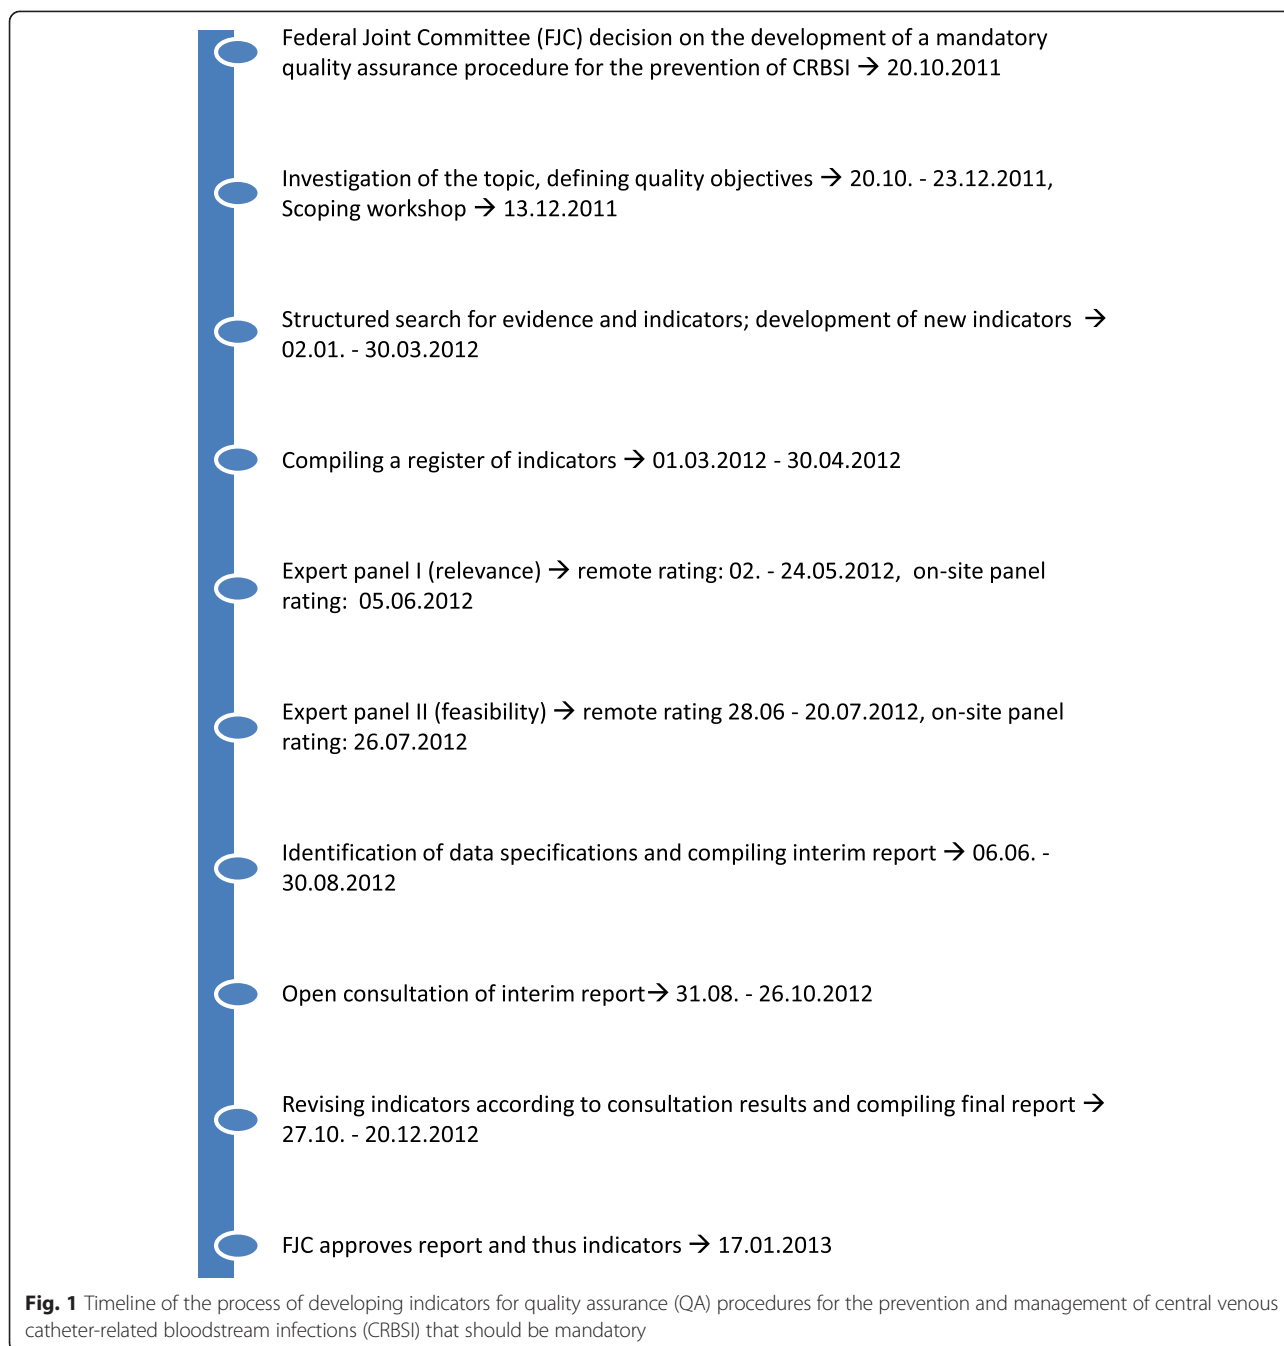 Federal Joint Committee (FJC) decision on the development of a mandatory
quality assurance procedure for the prevention of CRBSI → 20.10.2011
Investigation of the topic, defining quality objectives → 20.10. - 23.12.2011,
Scoping workshop → 13.12.2011
Structured search for evidence and indicators; development of new indicators →
02.01. - 30.03.2012
Compiling a register of indicators → 01.03.2012 - 30.04.2012
Expert panel I (relevance) → remote rating: 02. - 24.05.2012, on-site panel
rating: 05.06.2012
Expert panel II (feasibility) → remote rating 28.06 - 20.07.2012, on-site panel
rating: 26.07.2012
Identification of data specifications and compiling interim report → 06.06. -
30.08.2012
Open consultation of interim report→ 31.08. - 26.10.2012
Revising indicators according to consultation results and compiling final report →
27.10. - 20.12.2012
FJC approves report and thus indicators → 17.01.2013
Fig. 1 Timeline of the process of developing indicators for quality assurance (QA) procedures for the prevention and management of central venous
catheter-related bloodstream infections (CRBSI) that should be mandatory